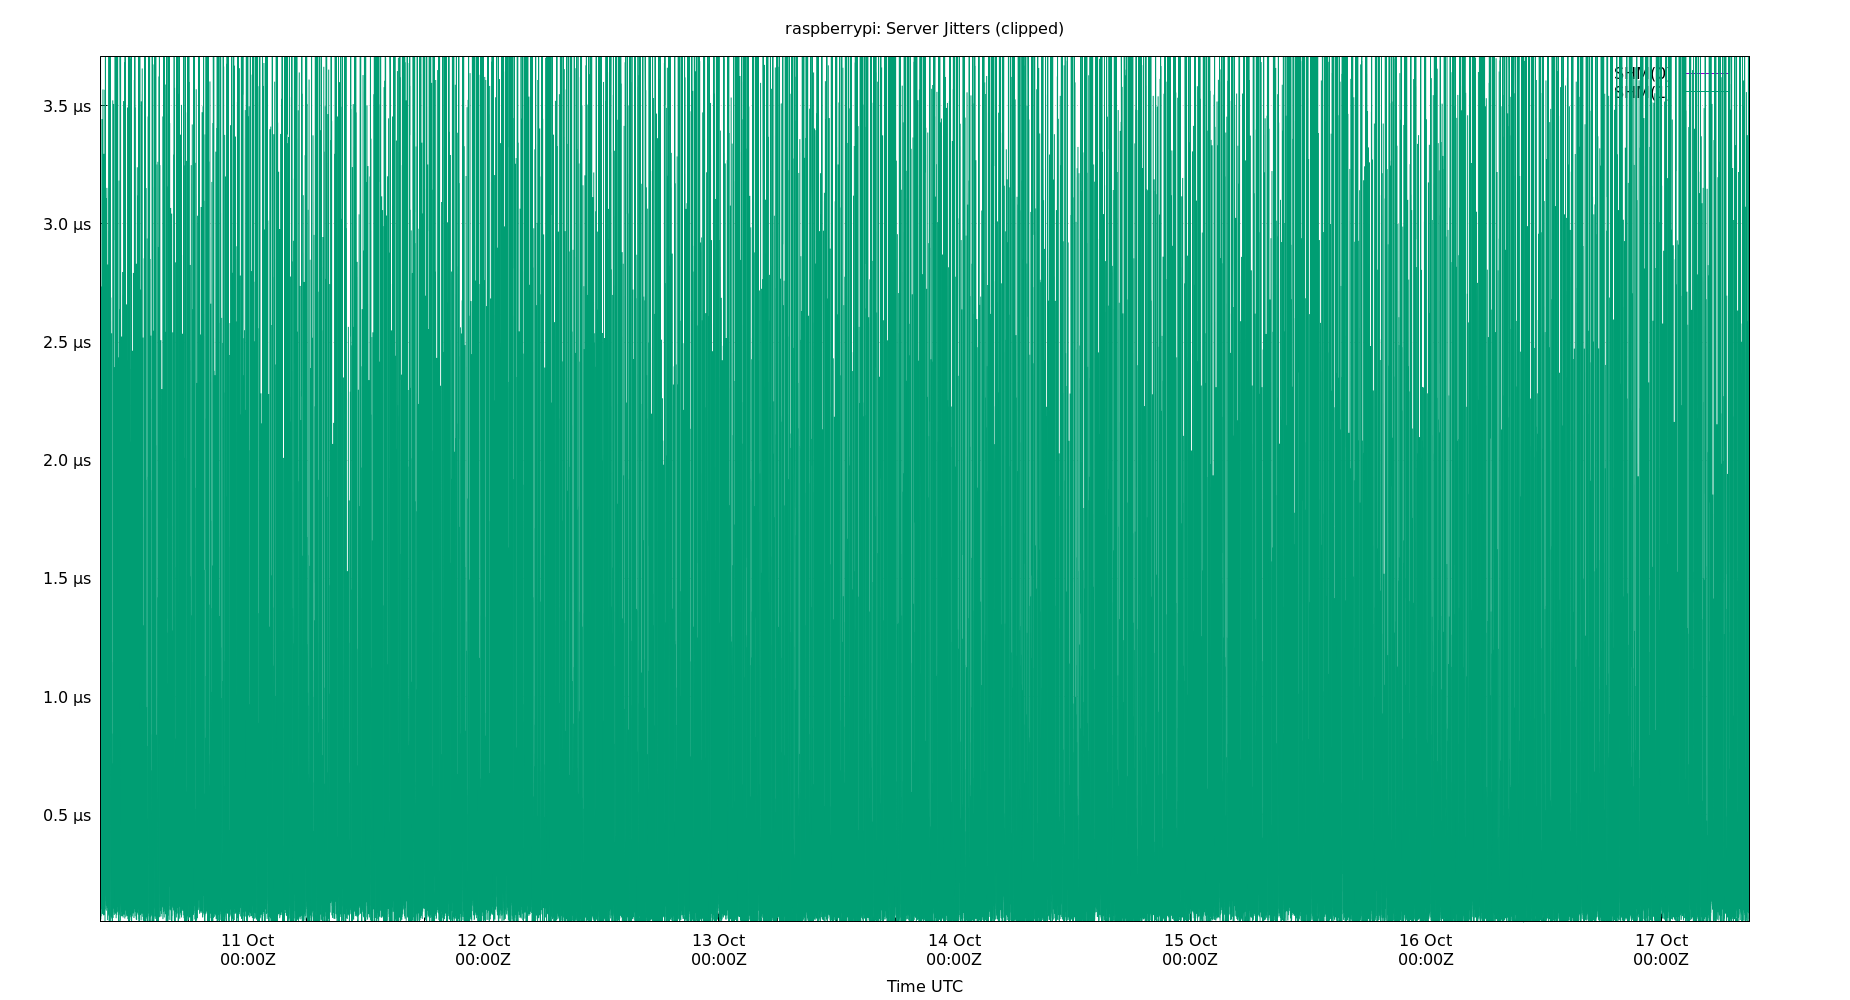 raspberrypi: Server Jitters (clipped)
3.5 µs
3.0 µs
2.5 µs
2.0 µs
1.5 µs
1.0 µs
0.5 µs
11 Oct
00:00Z
12 Oct
00:00Z
13 Oct
00:00Z
14 Oct
00:00Z
15 Oct
00:00Z
16 Oct
00:00Z
17 Oct
00:00Z
Time UTC